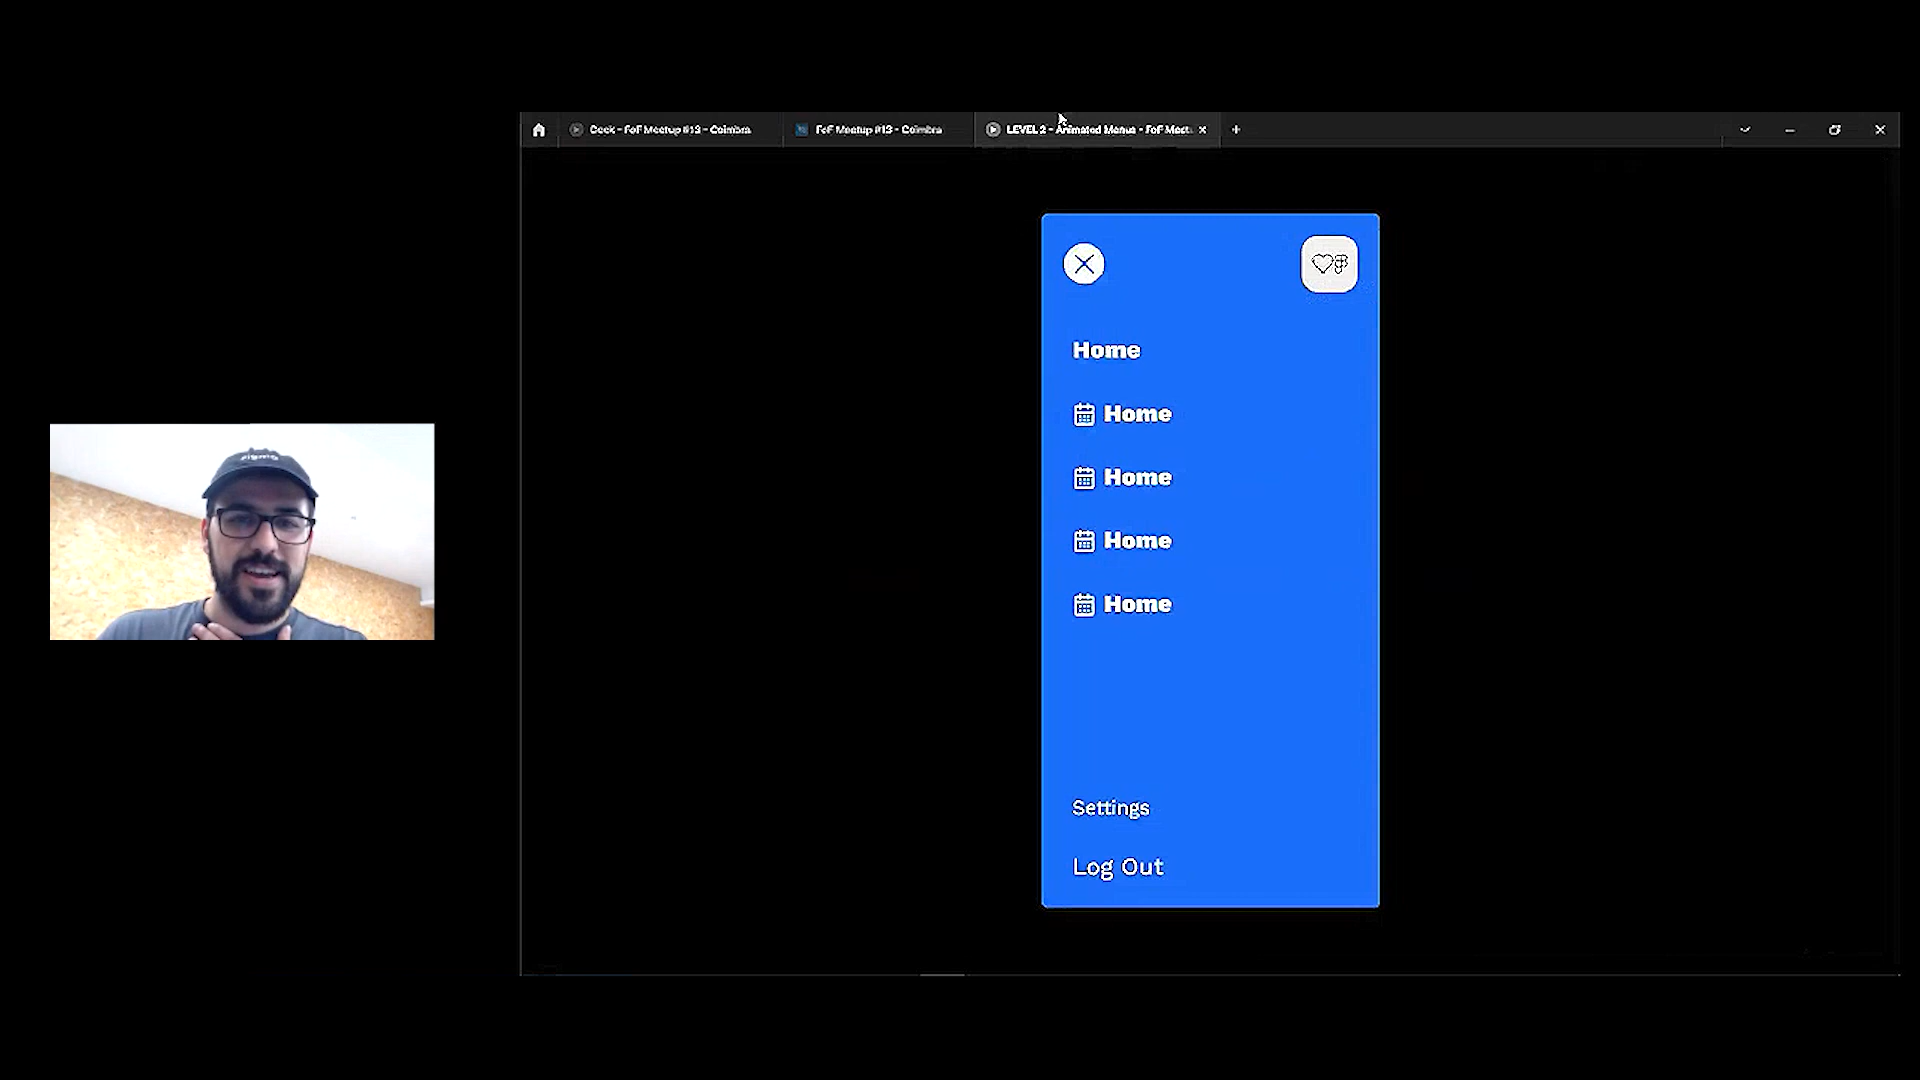 Deck - FoF Meetup #13 - Coimbra
FoF Meetup #13 - Coimbra
LEVEL 2 - Animated Menus - FoF Meet
Home
Home
Home
Home
Home
Settings
Log Out